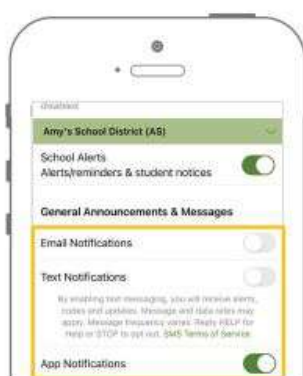 disabled
Amy's School District (AS)
School Alerts
Alerts/reminders & student notices
General Announcements & Messages
Email Notifications
Text Notifications
By enabling text messaging, you will receive alerts,
notes and updates. Message and data rates may
apply. Message frequency varies. Reply HELP for
Help or STOP to opt out. SMS Terms of Service
App Notifications